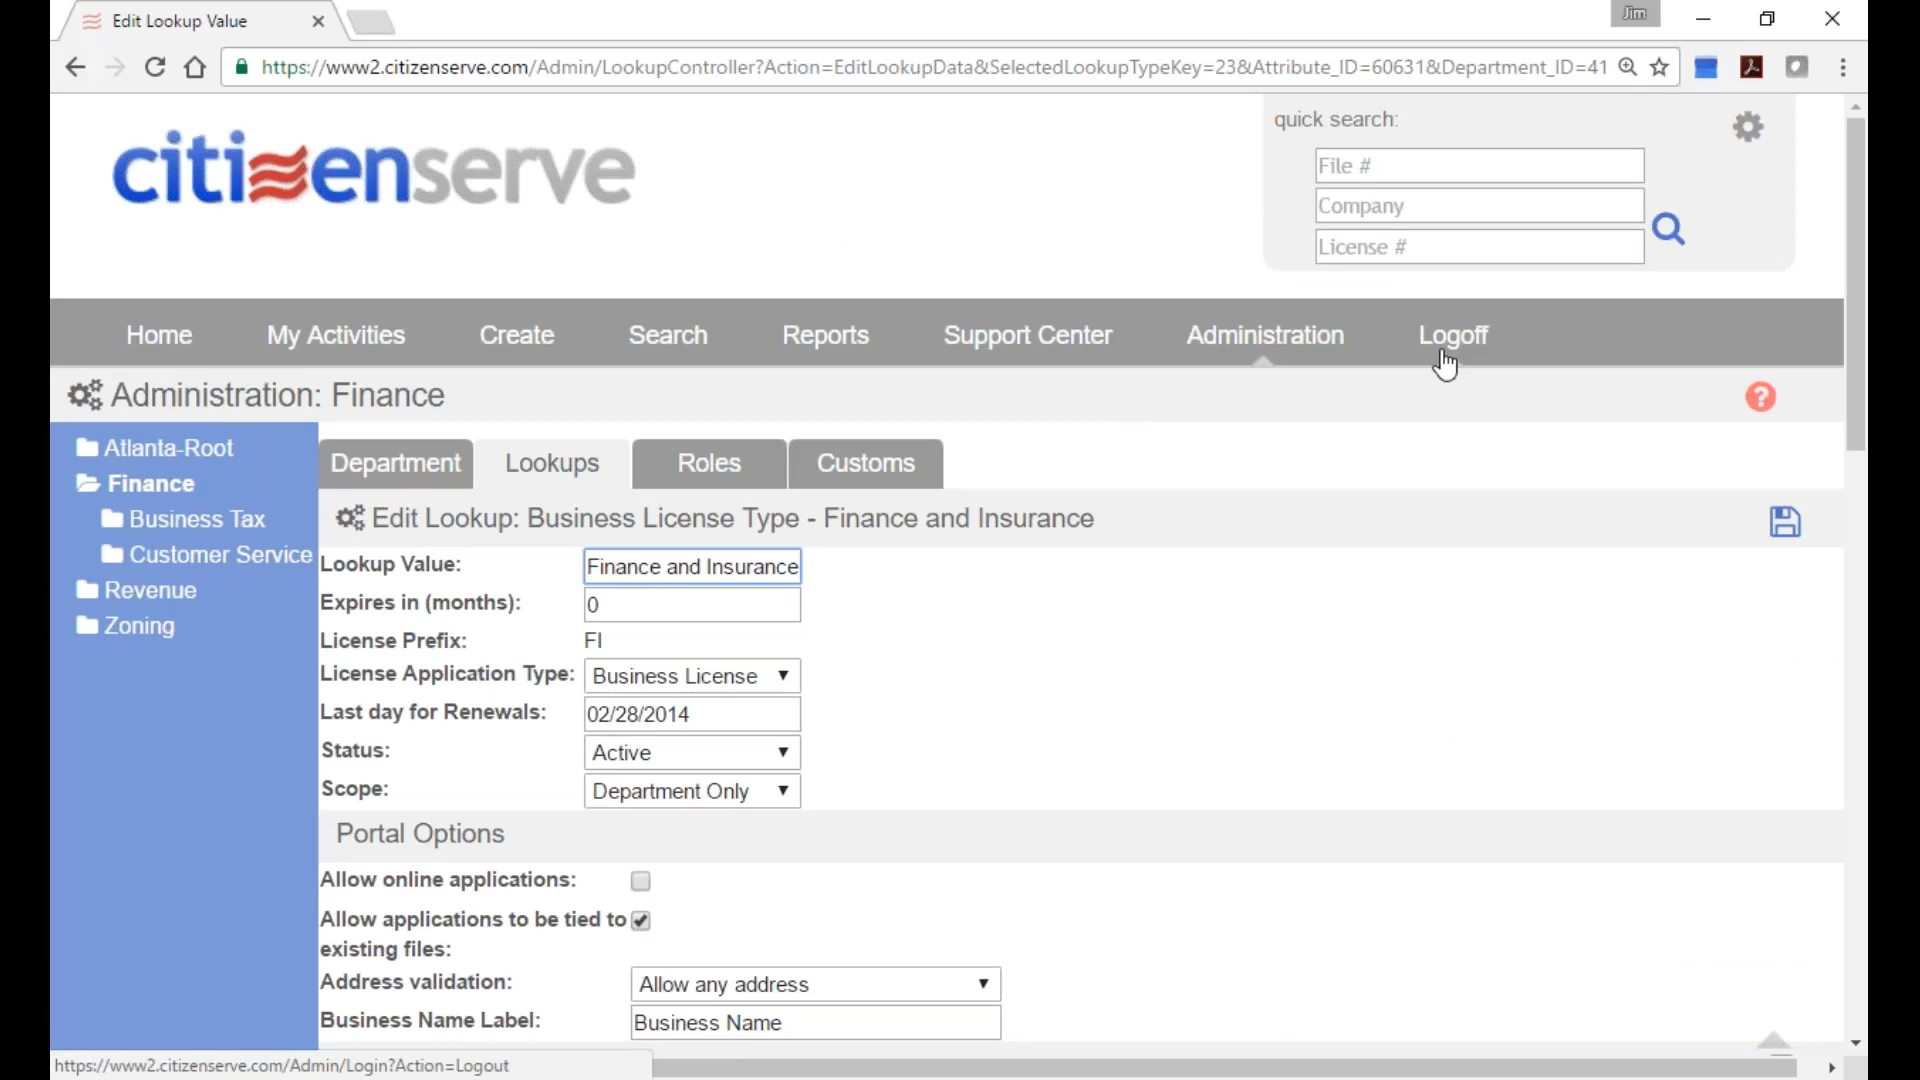 Edit Lookup Value
Jim
https://www2.citizenserve.com/Admin/LookupController?Action=EditLookupData&SelectedLookupTypeKey=23&Attribute_ID=60631&Department_ID=41
citizenserve
quick search:
File #
Company
License #
Home My Activities Create Search Reports Support Center Administration Logoff
Administration: Finance
?
Atlanta-Root
Finance
Business Tax
Customer Service
Revenue
Zoning
Department Lookups Roles Customs
Edit Lookup: Business License Type - Finance and Insurance
Lookup Value: Finance and Insurance
Expires in (months): 0
License Prefix: FI
License Application Type: Business License
Last day for Renewals: 02/28/2014
Status: Active
Scope: Department Only
Portal Options
Allow online applications:
Allow applications to be tied to
existing files:
Address validation: Allow any address
Business Name Label: Business Name
https://www2.citizenserve.com/Admin/Login?Action=Logout